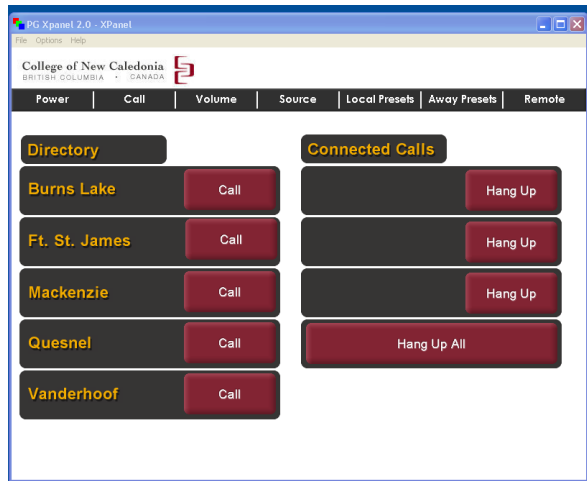 PG Xpanel 2.0 - XPanel
File Options Help
College of New Caledonia
BRITISH COLUMBIA · CANADA
Power Call Volume Source Local Presets Away Presets Remote
Directory
Connected Calls
Burns Lake Call
Hang Up
Ft. St. James Call
Hang Up
Mackenzie Call
Hang Up
Quesnel Call
Hang Up All
Vanderhoof Call